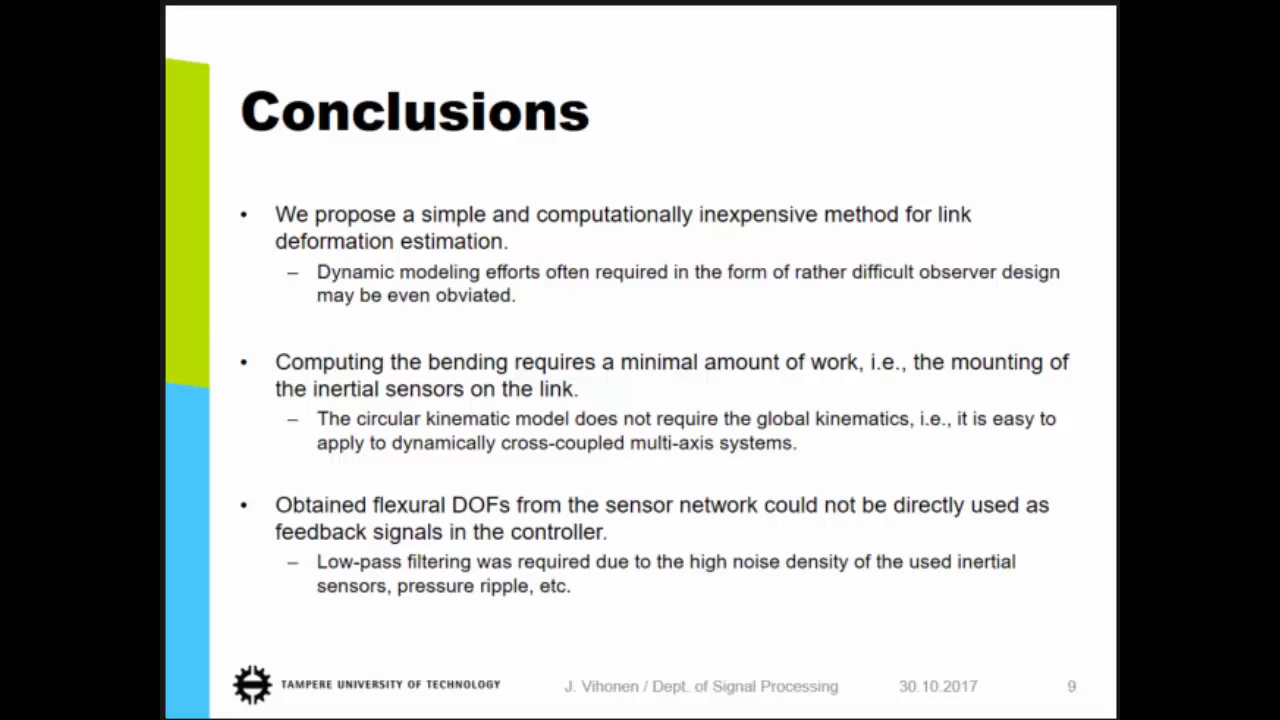 Conclusions
• We propose a simple and computationally inexpensive method for link
deformation estimation.
– Dynamic modeling efforts often required in the form of rather difficult observer design
may be even obviated.
• Computing the bending requires a minimal amount of work, i.e., the mounting of
the inertial sensors on the link.
– The circular kinematic model does not require the global kinematics, i.e., it is easy to
apply to dynamically cross-coupled multi-axis systems.
• Obtained flexural DOFs from the sensor network could not be directly used as
feedback signals in the controller.
– Low-pass filtering was required due to the high noise density of the used inertial
sensors, pressure ripple, etc.
TAMPERE UNIVERSITY OF TECHNOLOGY J. Vihonen / Dept. of Signal Processing 30.10.2017 9